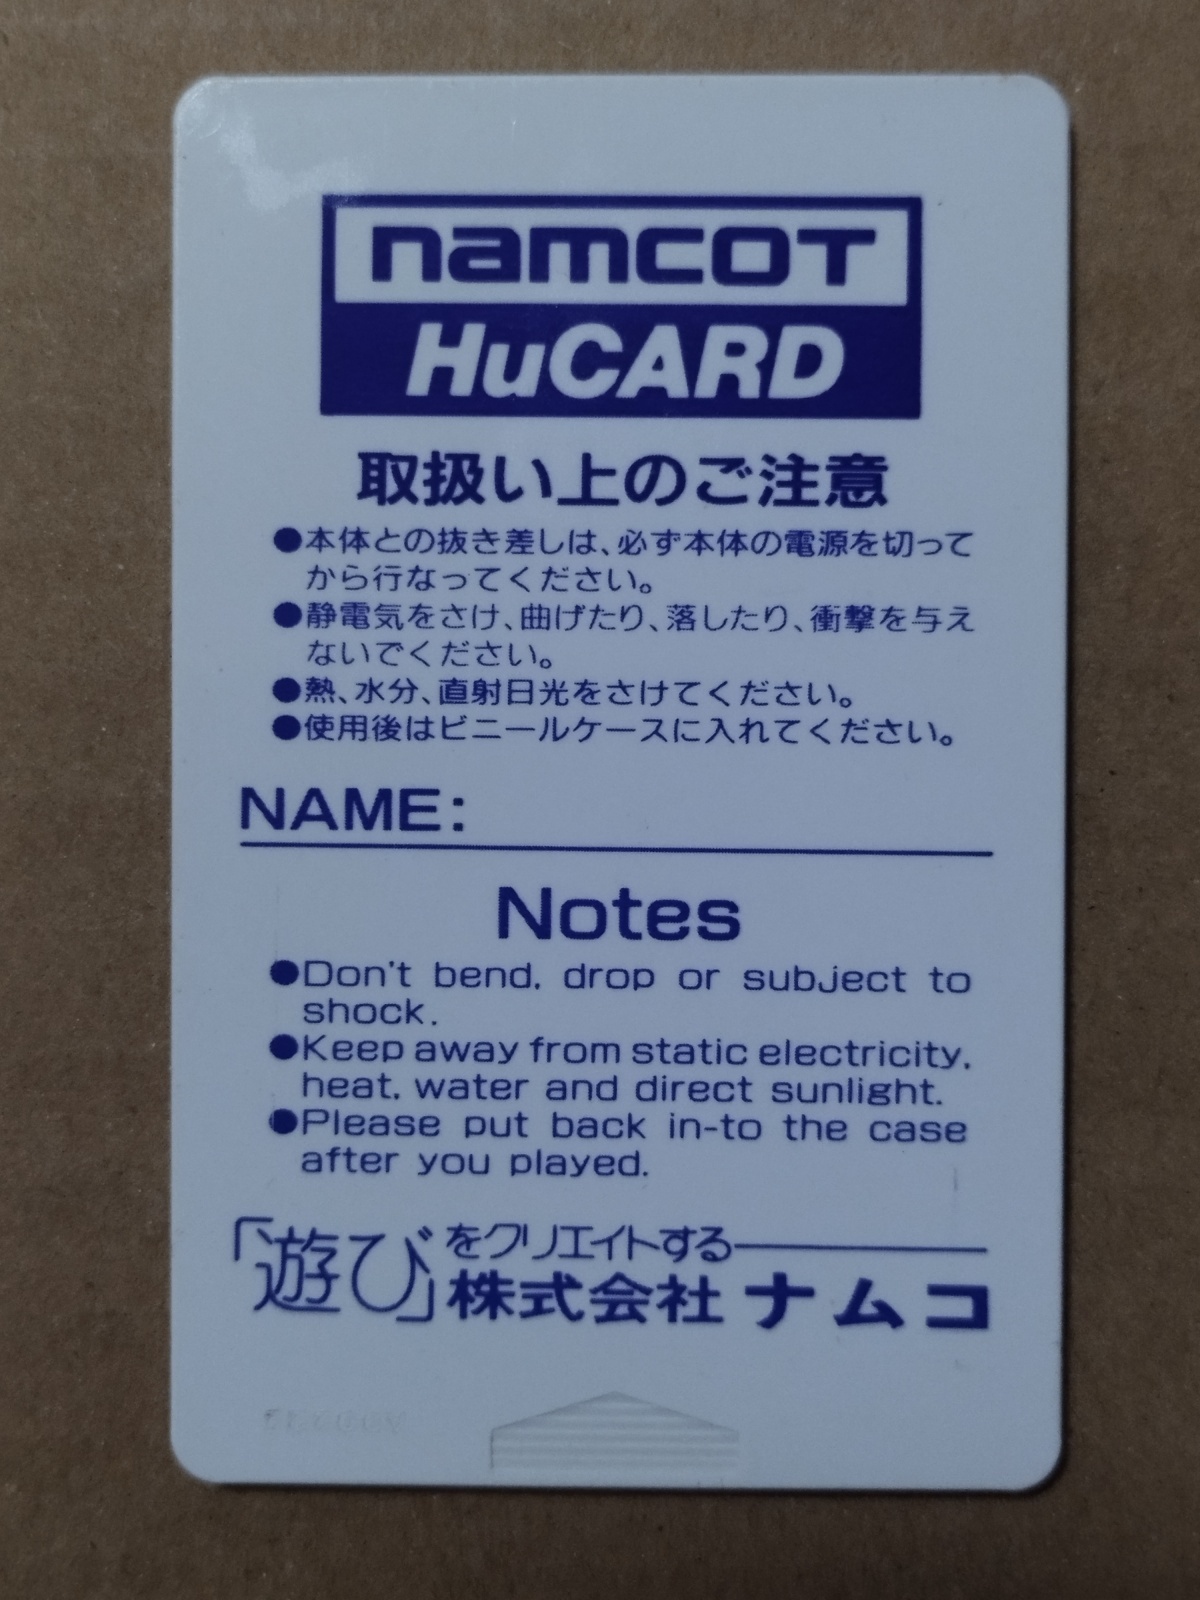 namcoT
HuCARD
取扱い上のご注意
●本体との抜き差しは、必ず本体の電源を切って
から行なってください。
●静電気をさけ、曲げたり、落したり、衝撃を与え
ないでください。
●熱、水分、直射日光をさけてください。
●使用後はビニールケースに入れてください。
NAME:
Notes
●Don't bend, drop or subject to
shock.
●Keep away from static electricity,
heat, water and direct sunlight.
●Please put back in-to the case
after you played.
「遊び」をクリエイトする
株式会社ナムコ